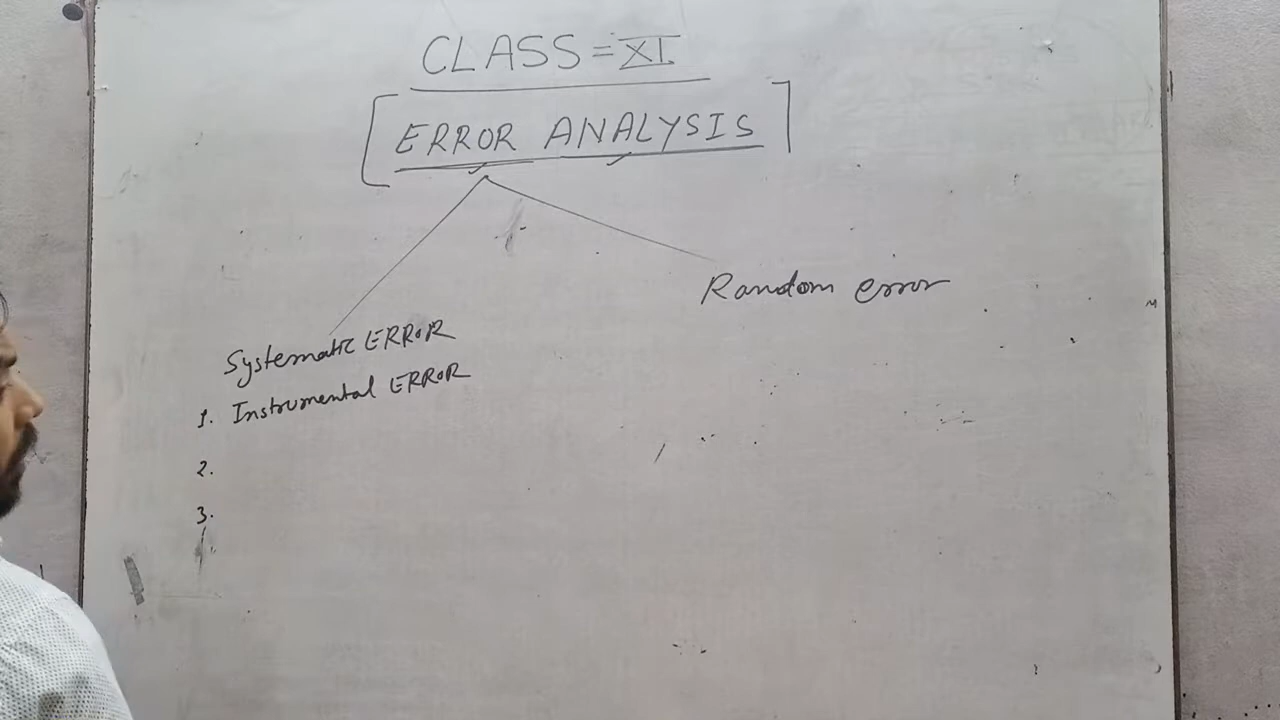 CLASS = XI
[ERROR ANALYSIS]
Random error
Systematic ERROR
1. Instrumental ERROR
2.
3.